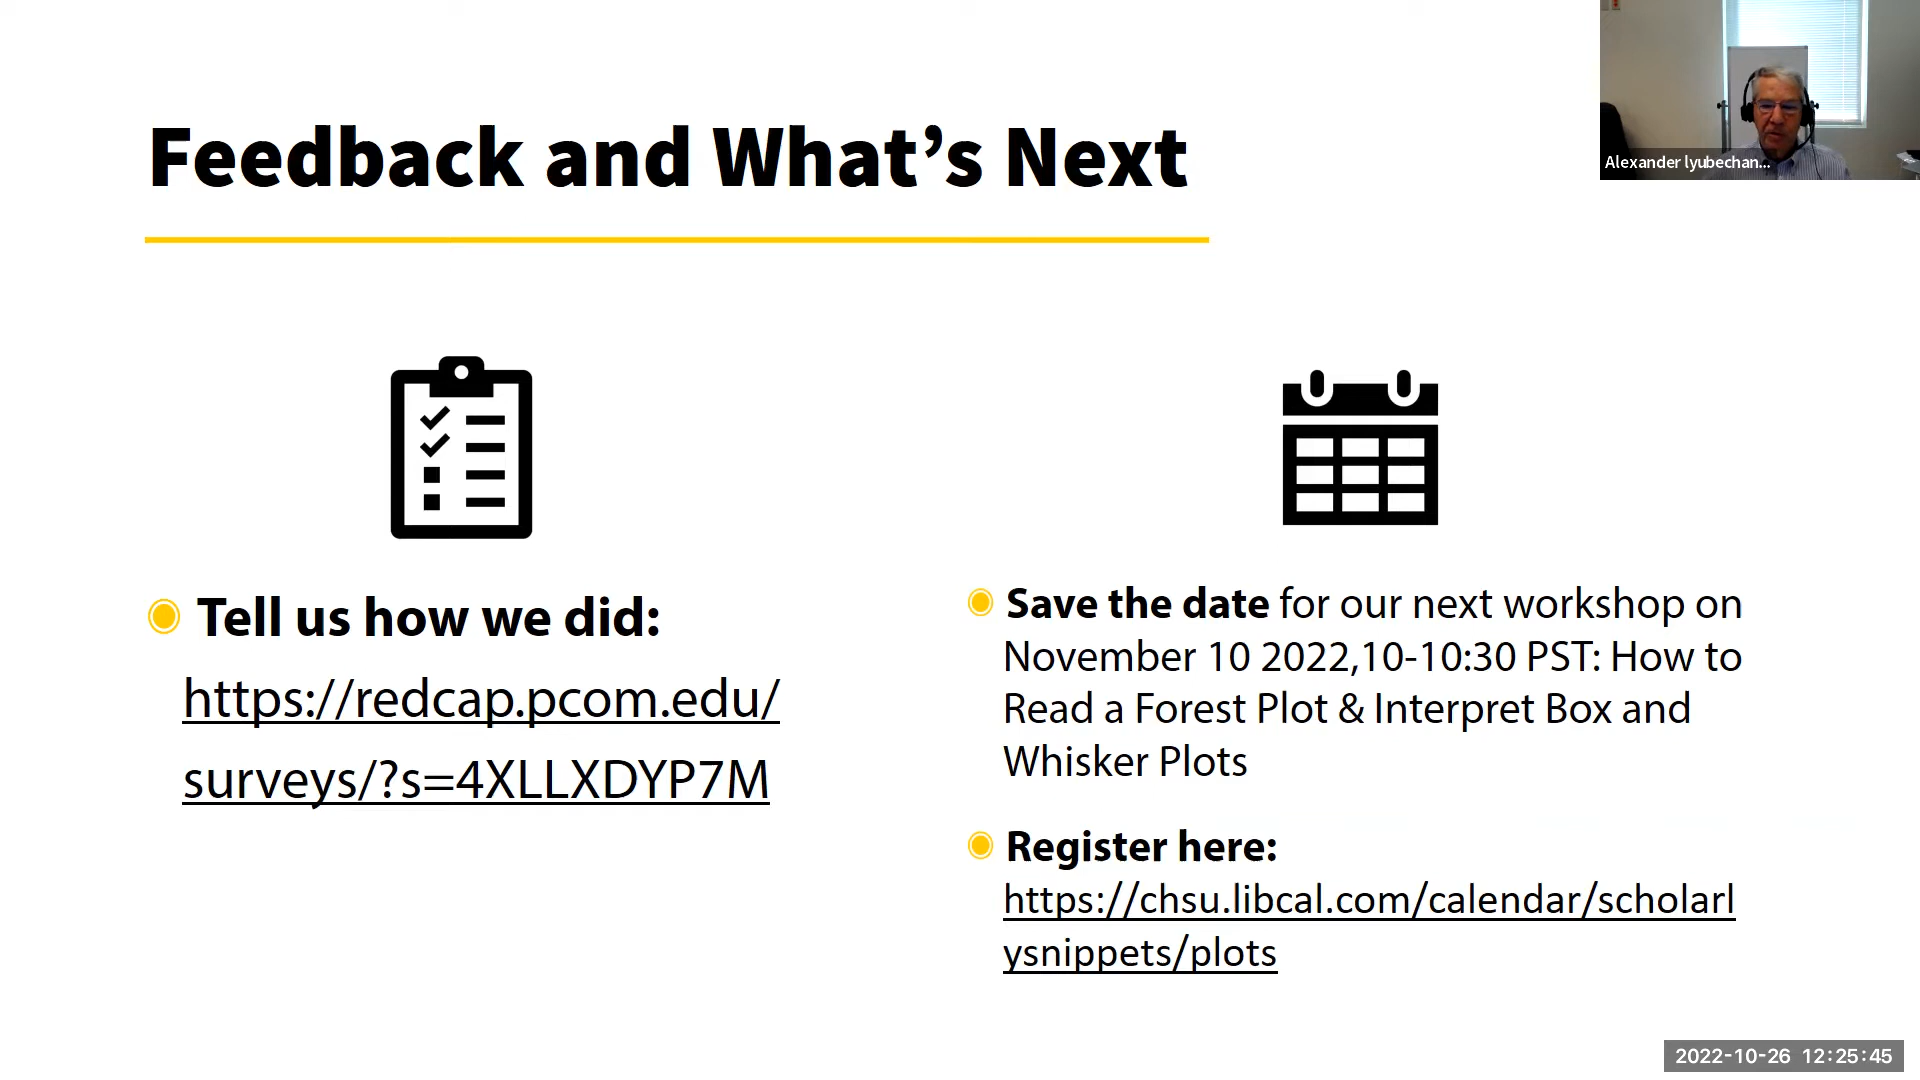 Feedback and What’s Next
Alexander lyubechan...
Tell us how we did:
https://redcap.pcom.edu/
surveys/?s=4XLLXDYP7M
Save the date for our next workshop on
November 10 2022,10-10:30 PST: How to
Read a Forest Plot & Interpret Box and
Whisker Plots
Register here:
https://chsu.libcal.com/calendar/scholarl
ysnippets/plots
2022-10-26 12:25:45